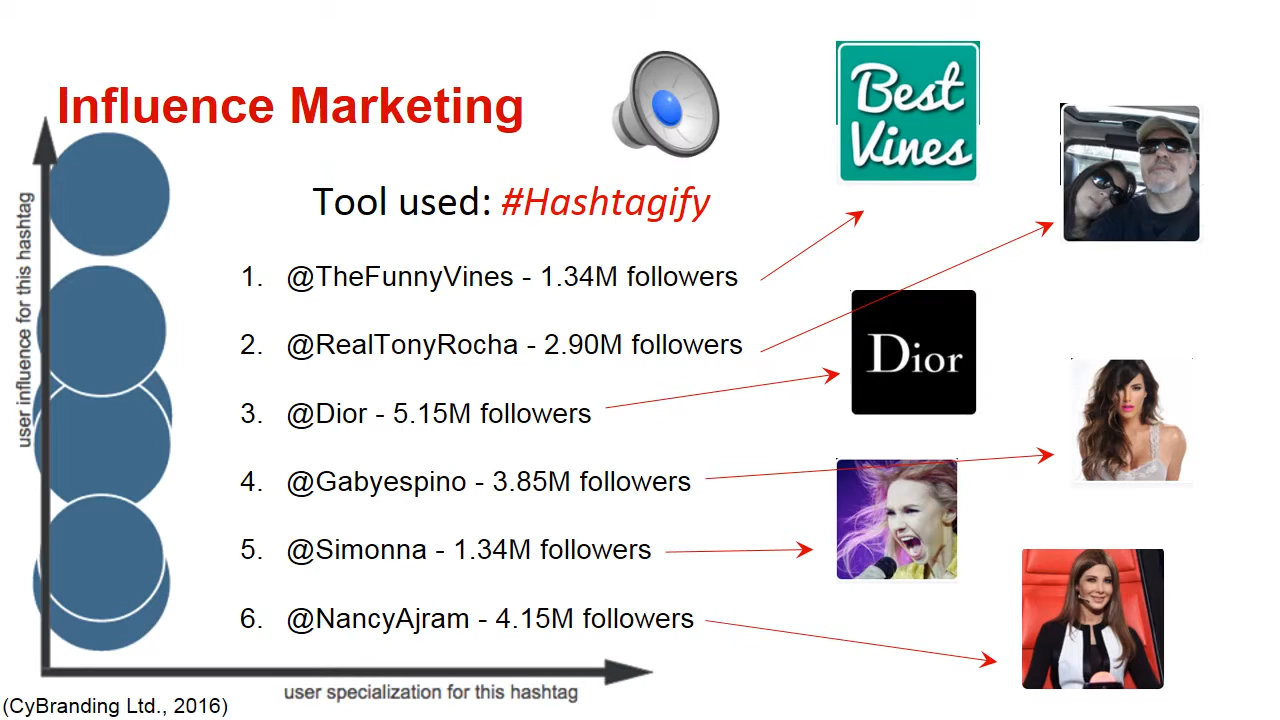 Influence Marketing
Tool used: #Hashtagify
1. @TheFunnyVines - 1.34M followers
2. @RealTonyRocha - 2.90M followers
3. @Dior - 5.15M followers
4. @Gabyespino - 3.85M followers
5. @Simonna - 1.34M followers
6. @NancyAjram - 4.15M followers
Best
Vines
Dior
user influence for this hashtag
user specialization for this hashtag
(CyBranding Ltd., 2016)